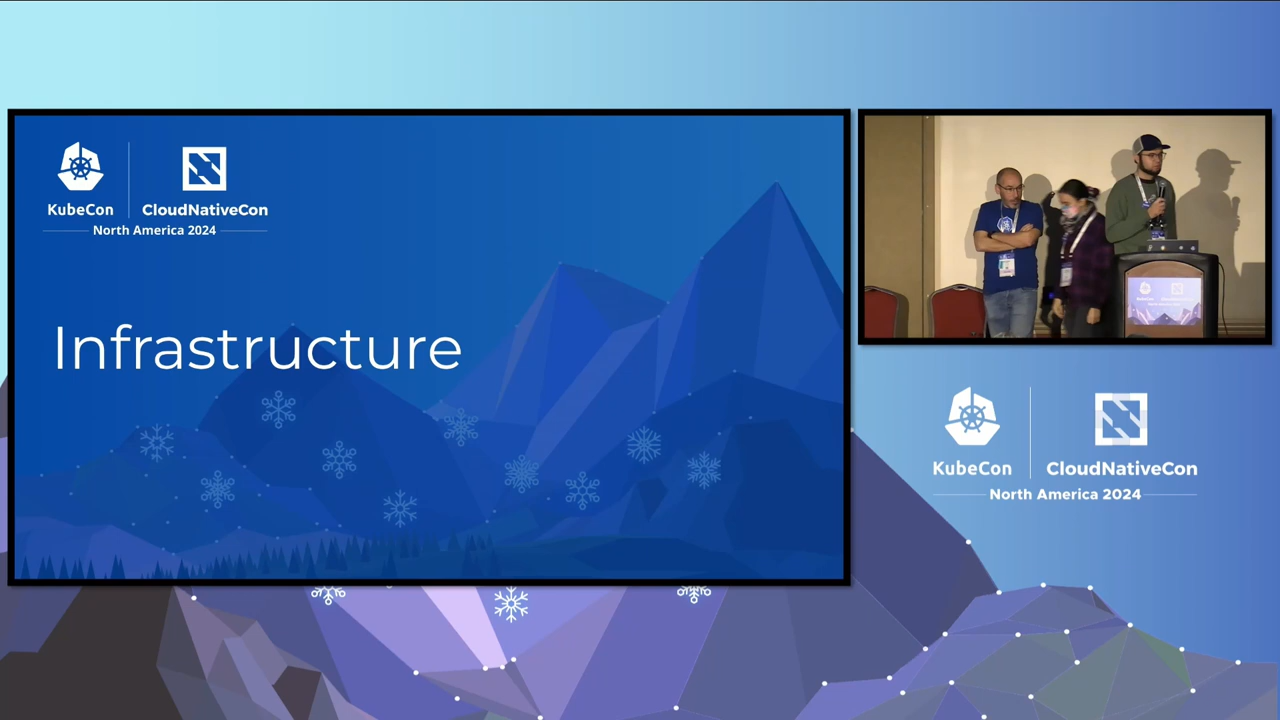 KubeCon
CloudNativeCon
North America 2024
Infrastructure
KubeCon
CloudNativeCon
North America 2024